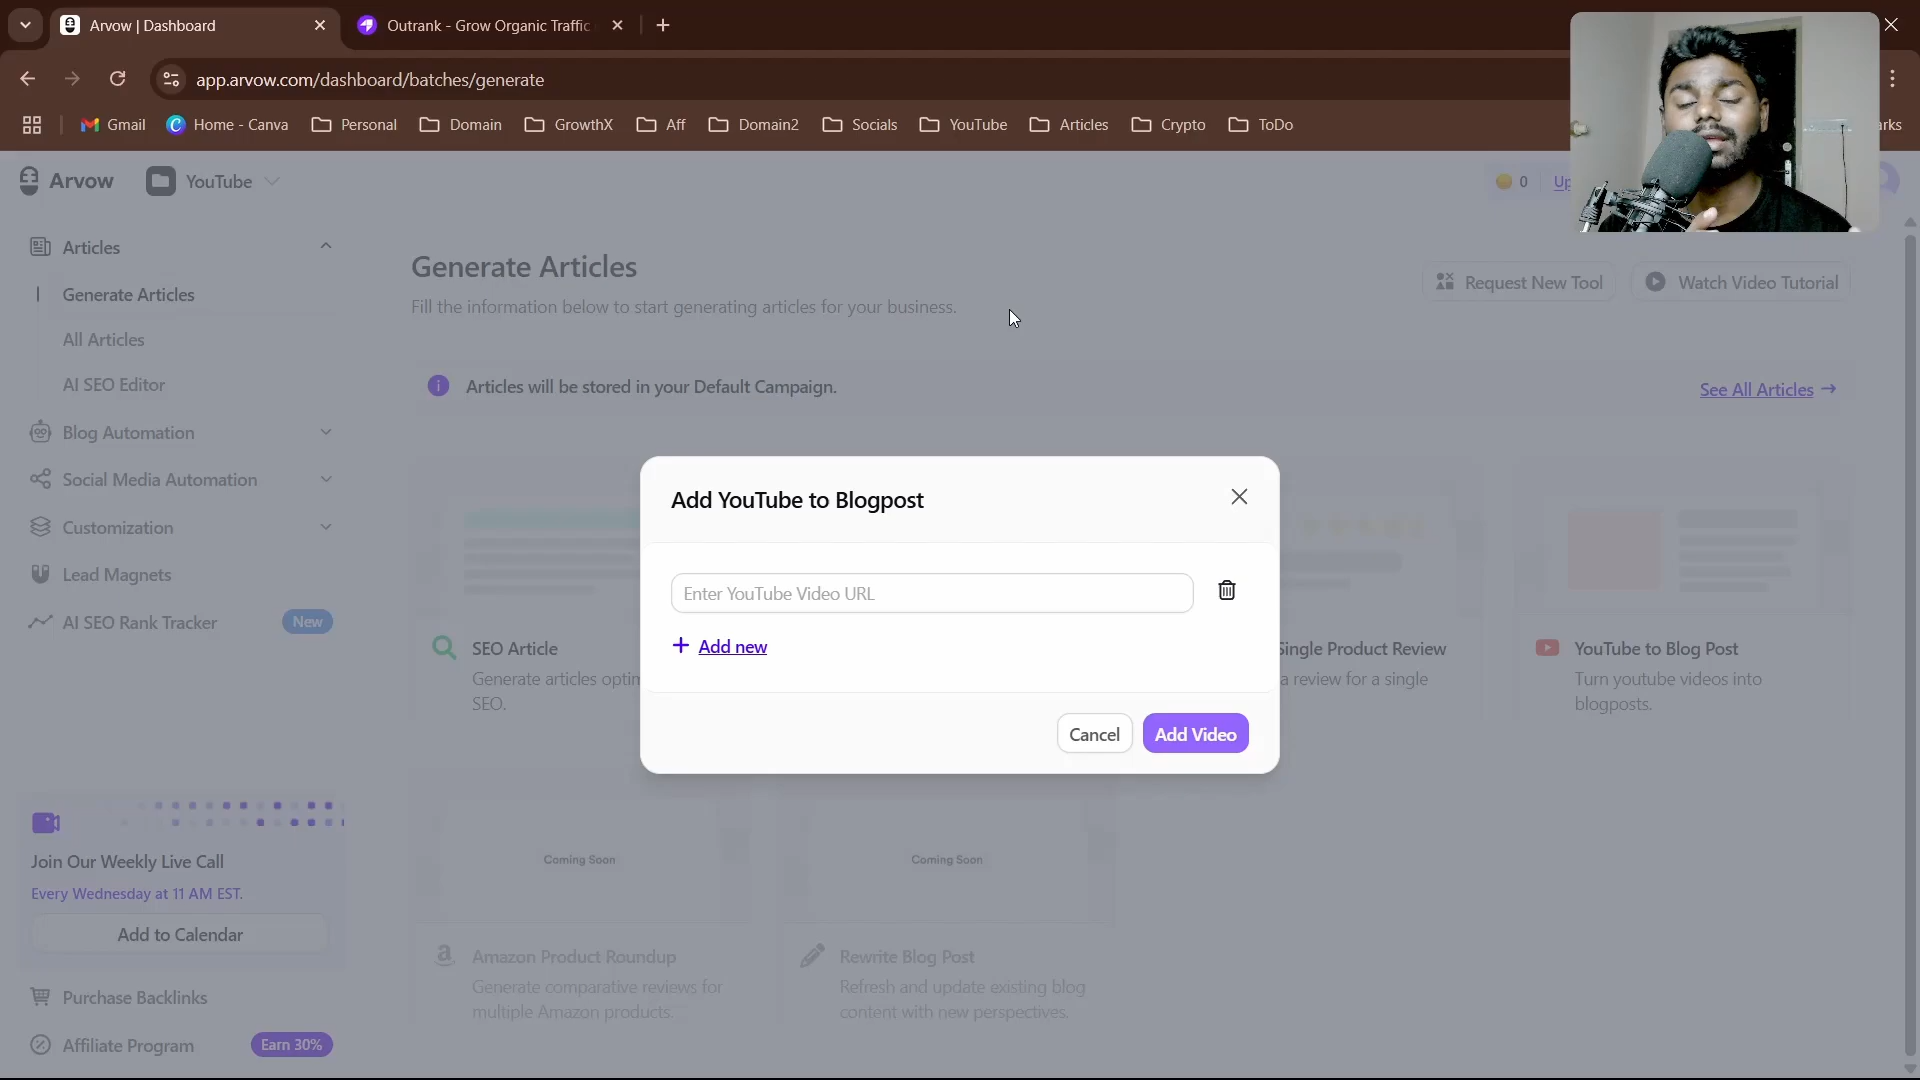 Arvow | Dashboard
Outrank - Grow Organic Traffic
app.arvow.com/dashboard/batches/generate
Gmail
Home - Canva
Personal
Domain
GrowthX
Aff
Domain2
Socials
YouTube
Articles
Crypto
ToDo
Arvow
YouTube
0
Articles
Generate Articles
All Articles
AI SEO Editor
Blog Automation
Social Media Automation
Customization
Lead Magnets
AI SEO Rank Tracker
New
Join Our Weekly Live Call
Every Wednesday at 11 AM EST.
Add to Calendar
Purchase Backlinks
Affiliate Program
Earn 30%
Generate Articles
Fill the information below to start generating articles for your business.
Request New Tool
Watch Video Tutorial
Articles will be stored in your Default Campaign.
See All Articles →
Add YouTube to Blogpost
Enter YouTube Video URL
+ Add new
Cancel
Add Video
SEO Article
Generate articles
SEO.
Single Product Review
a review for a single
YouTube to Blog Post
Turn youtube videos into
blogposts.
Coming Soon
Amazon Product Roundup
Generate comparative reviews for
multiple Amazon products.
Coming Soon
Rewrite Blog Post
Refresh and update existing blog
content with new perspectives.